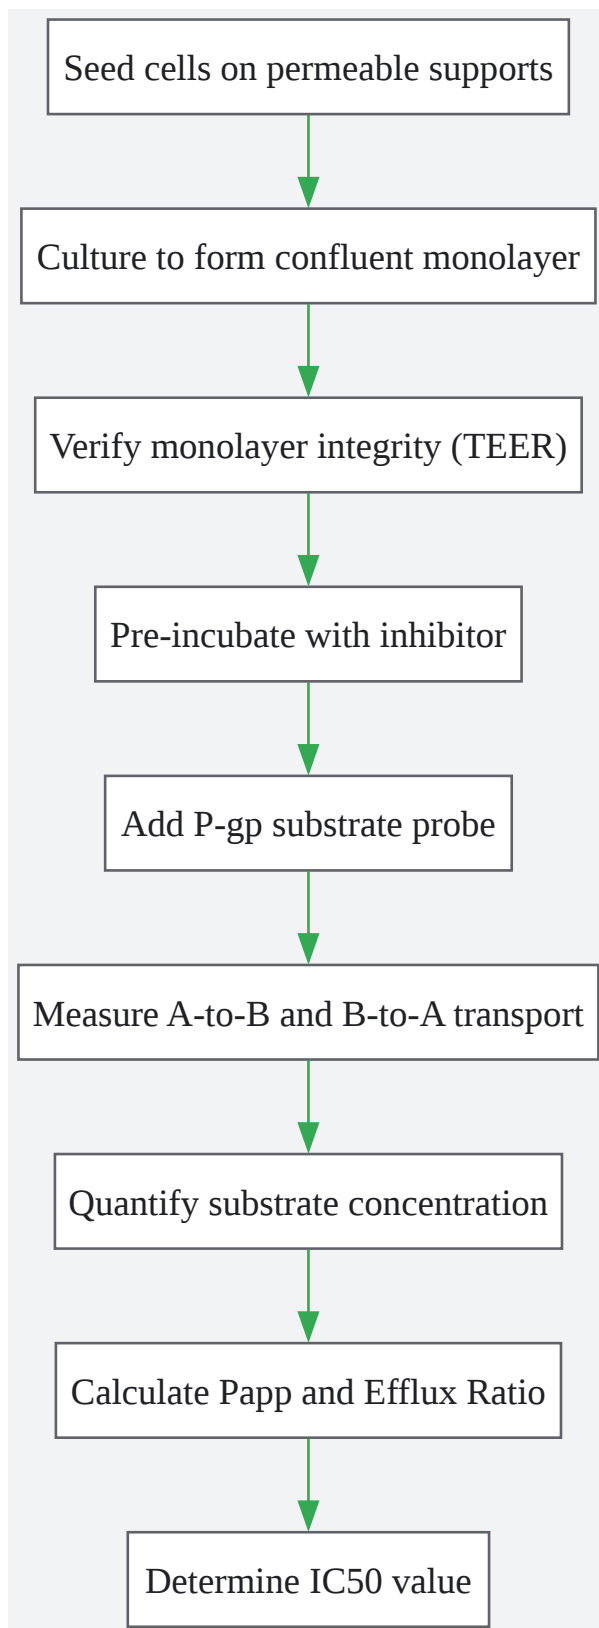 Seed cells on permeable supports
Culture to form confluent monolayer
Verify monolayer integrity (TEER)
Pre-incubate with inhibitor
Add P-gp substrate probe
Measure A-to-B and B-to-A transport
Quantify substrate concentration
Calculate Papp and Efflux Ratio
Determine IC50 value